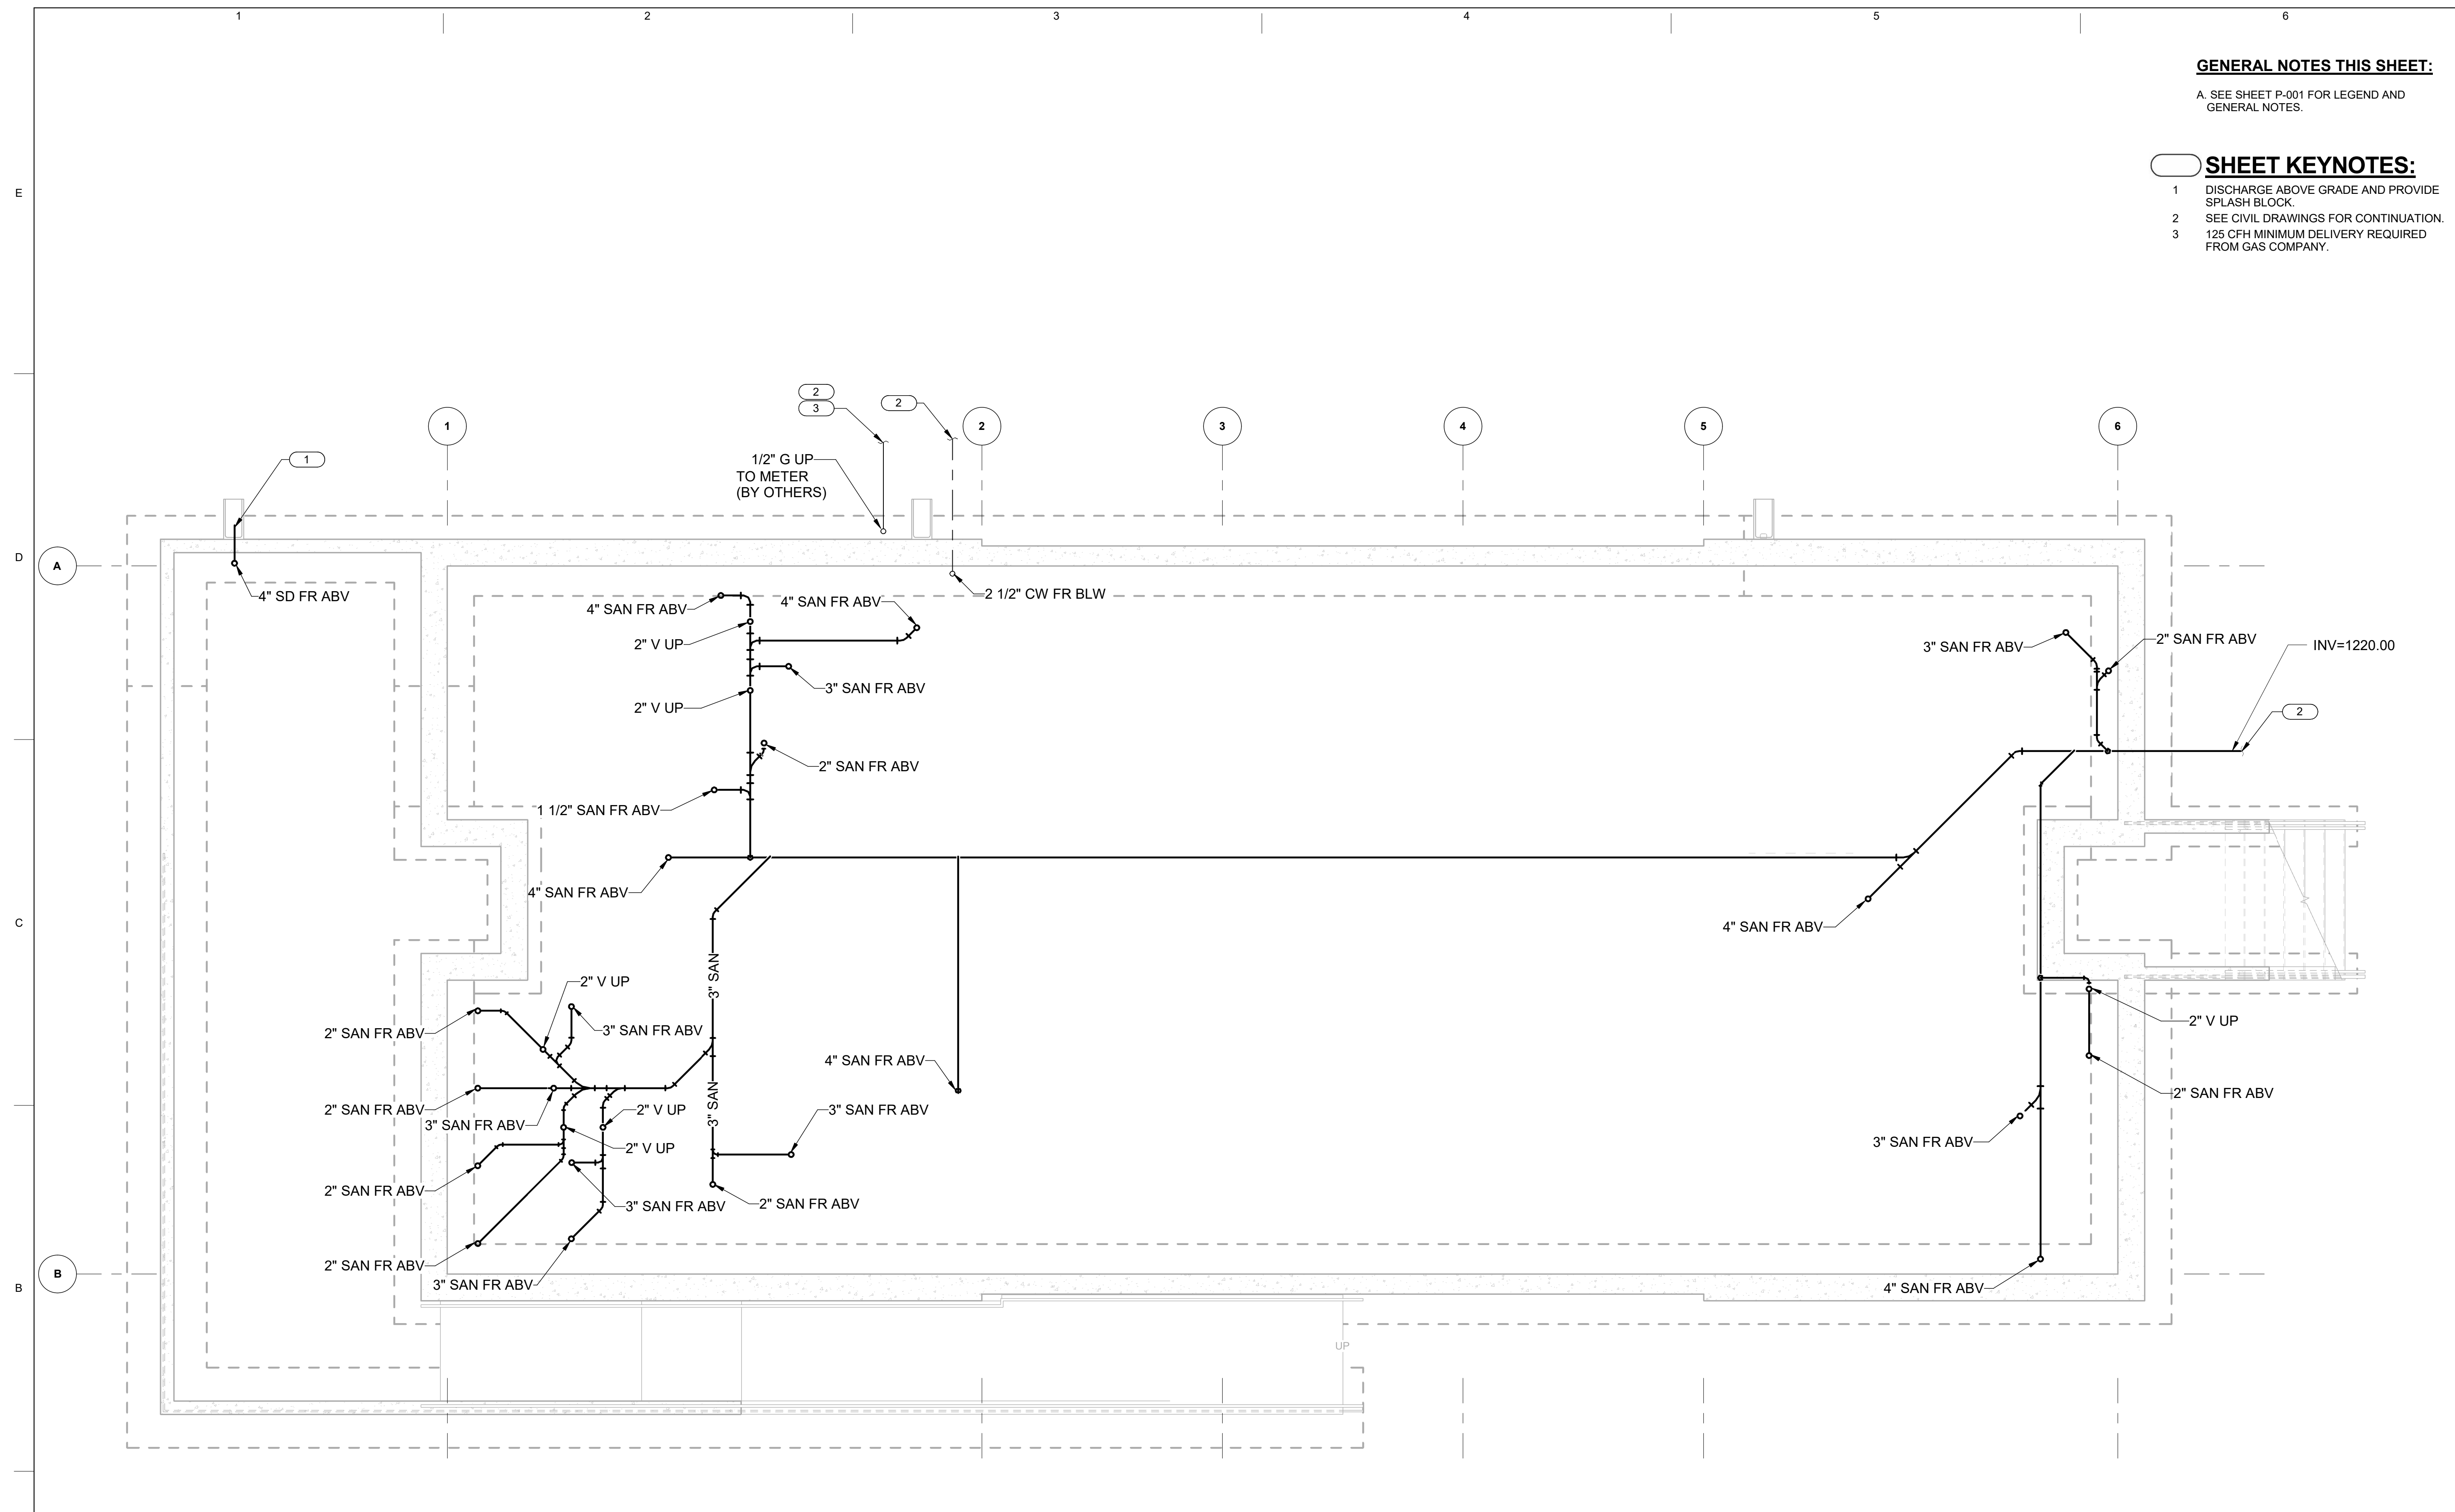 1
2
3
4
5
6
GENERAL NOTES THIS SHEET:
A. SEE SHEET P-001 FOR LEGEND AND
GENERAL NOTES.
SHEET KEYNOTES:
1 DISCHARGE ABOVE GRADE AND PROVIDE
SPLASH BLOCK.
2 SEE CIVIL DRAWINGS FOR CONTINUATION.
3 125 CFH MINIMUM DELIVERY REQUIRED
FROM GAS COMPANY.
E
D
C
B
2
3
2
1
2
3
4
5
6
1
1/2" G UP
TO METER
(BY OTHERS)
A
4" SD FR ABV
2 1/2" CW FR BLW
4" SAN FR ABV
4" SAN FR ABV
2" V UP
3" SAN FR ABV
2" V UP
2" SAN FR ABV
1 1/2" SAN FR ABV
4" SAN FR ABV
3" SAN FR ABV
2" SAN FR ABV
INV=1220.00
2
4" SAN FR ABV
3" SAN
2" V UP
2" SAN FR ABV
3" SAN FR ABV
4" SAN FR ABV
2" V UP
2" SAN FR ABV
2" SAN FR ABV
3" SAN FR ABV
2" V UP
3" SAN
3" SAN FR ABV
2" V UP
3" SAN FR ABV
2" SAN FR ABV
3" SAN FR ABV
2" SAN FR ABV
2" SAN FR ABV
3" SAN FR ABV
4" SAN FR ABV
B
UP